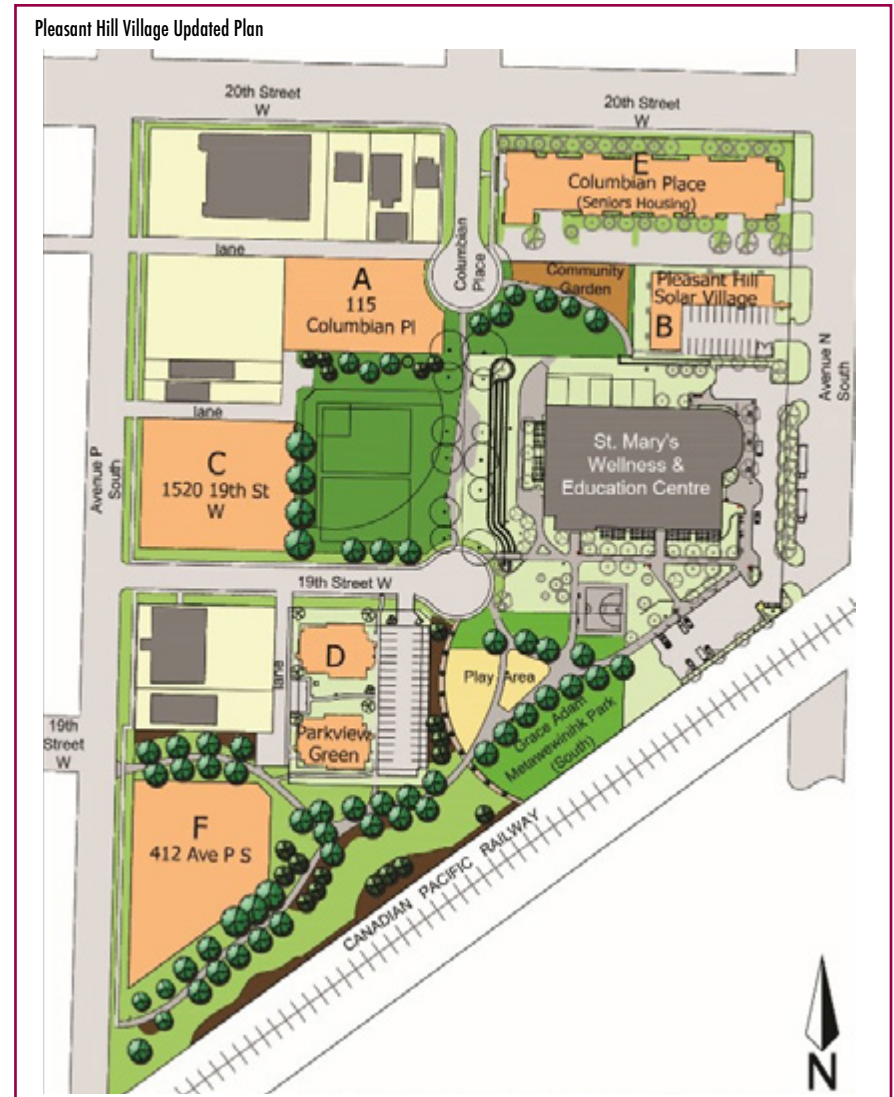 Pleasant Hill Village Updated Plan
20th Street
W
20th Street
W
E
Columbian Place
(Seniors Housing)
lane
Columbian
Place
A
115
Columbian Pl
Community
Garden
Pleasant Hill
Solar Village
B
Avenue N
South
lane
Avenue P
South
C
1520 19th St
W
St. Mary's
Wellness &
Education Centre
19th Street W
lane
D
Parkview
Green
Play Area
Grace Adam
Metawewinihk Park
(South)
19th
Street
W
F
412 Ave P S
CANADIAN PACIFIC RAILWAY
N